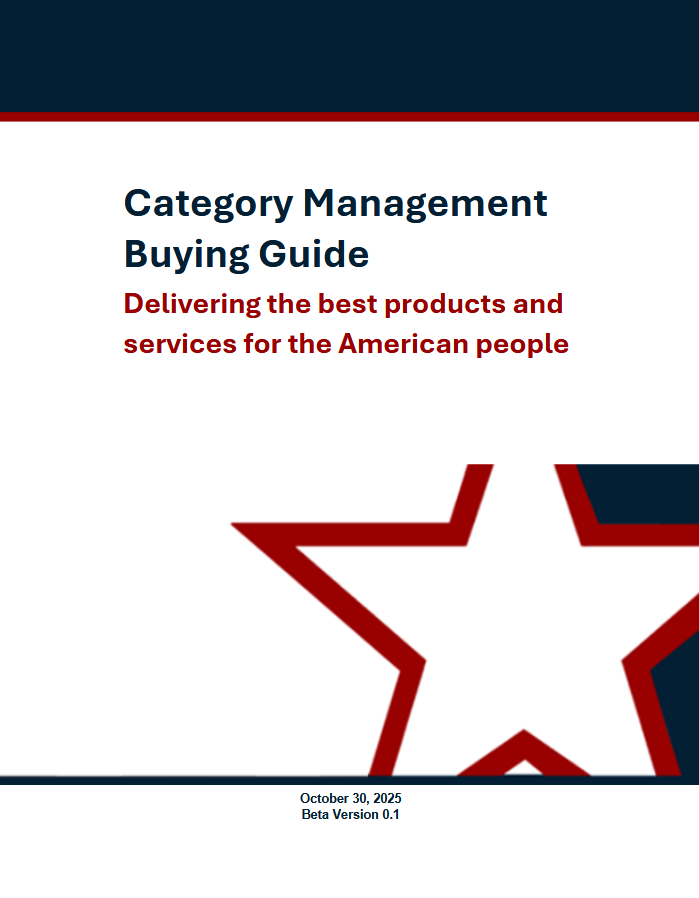 Category Management
Buying Guide
Delivering the best products and
services for the American people
October 30, 2025
Beta Version 0.1